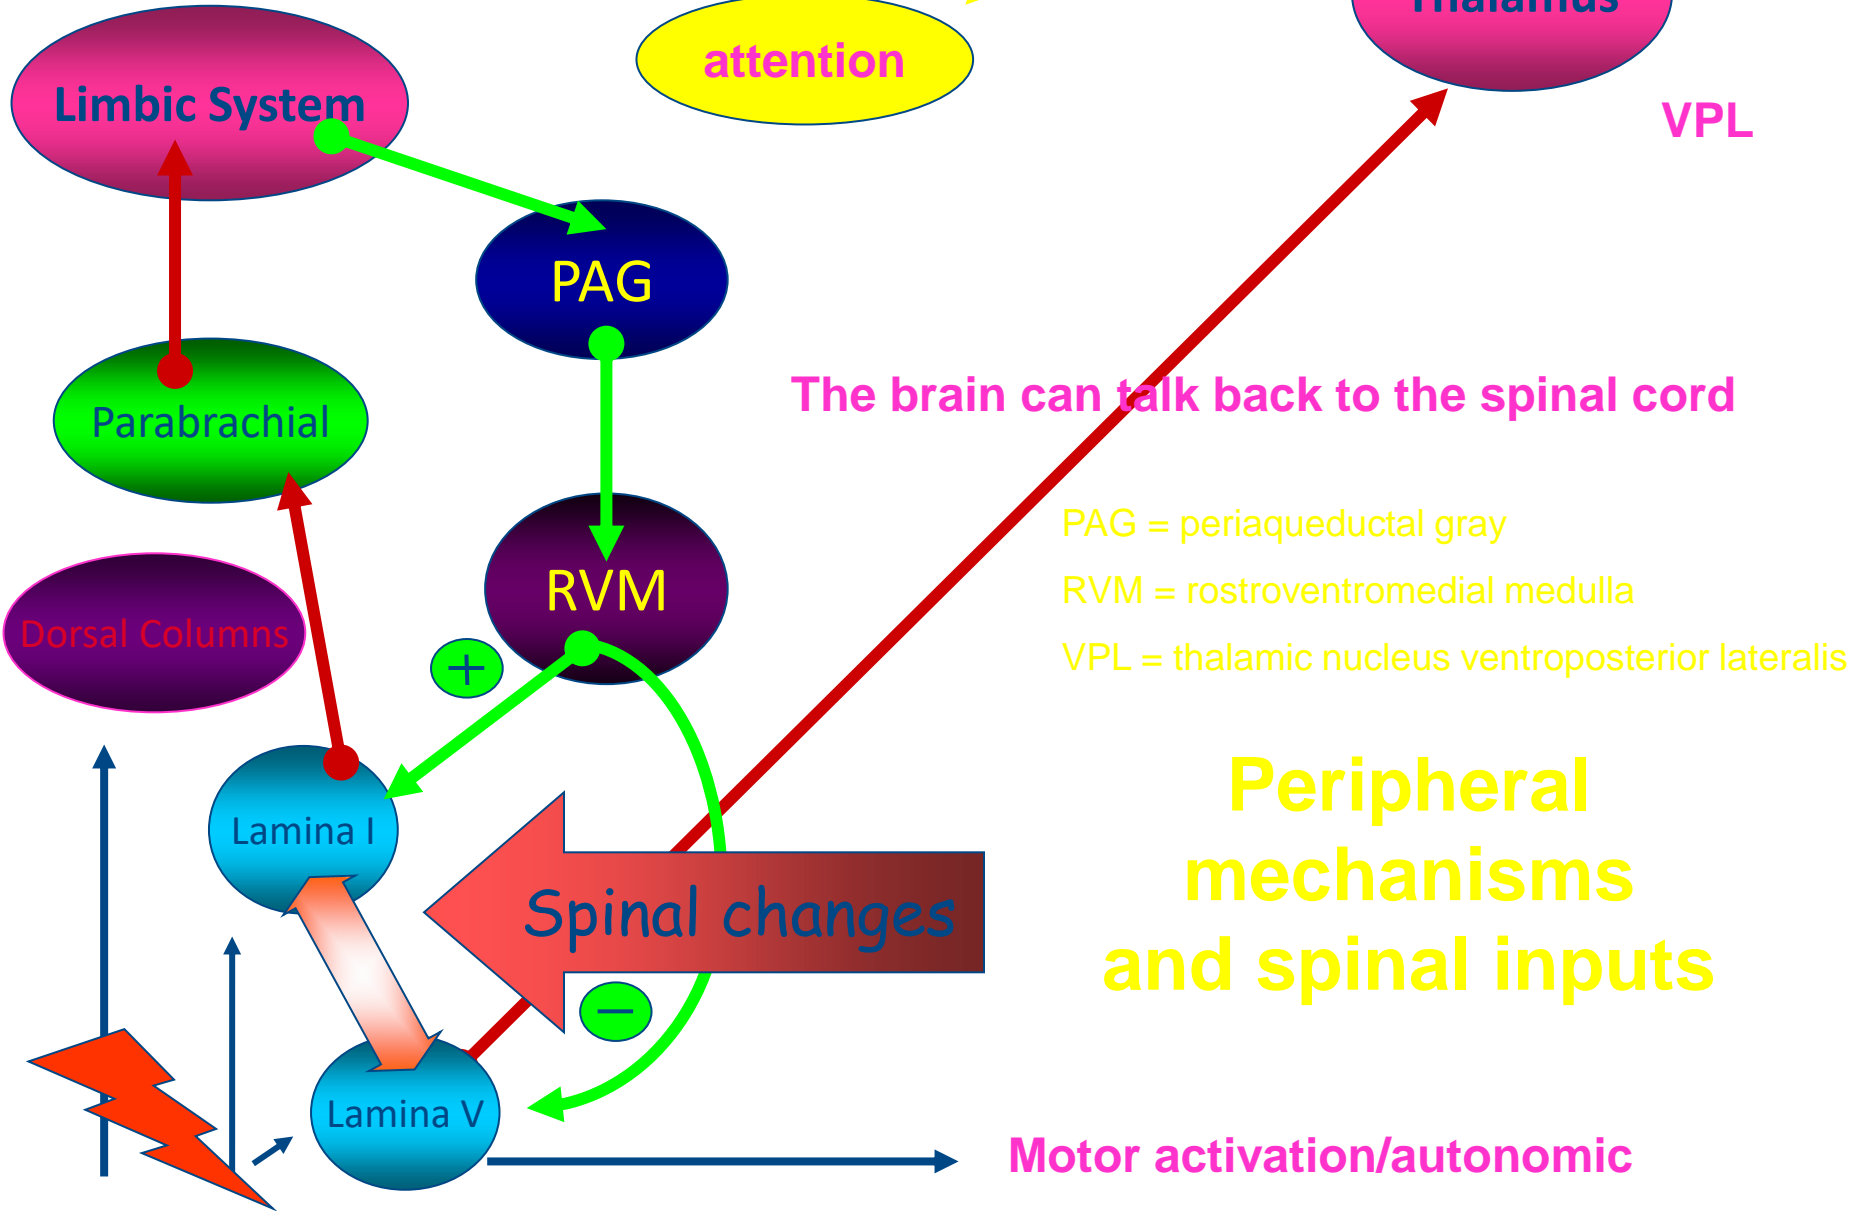 Thalamus
attention
Limbic System
VPL
PAG
The brain can talk back to the spinal cord
Parabrachial
PAG = periaqueductal gray
RVM = rostroventromedial medulla
VPL = thalamic nucleus ventroposterior lateralis
RVM
Dorsal Columns
+
Lamina I
Peripheral
mechanisms
and spinal inputs
Spinal changes
−
Lamina V
Motor activation/autonomic